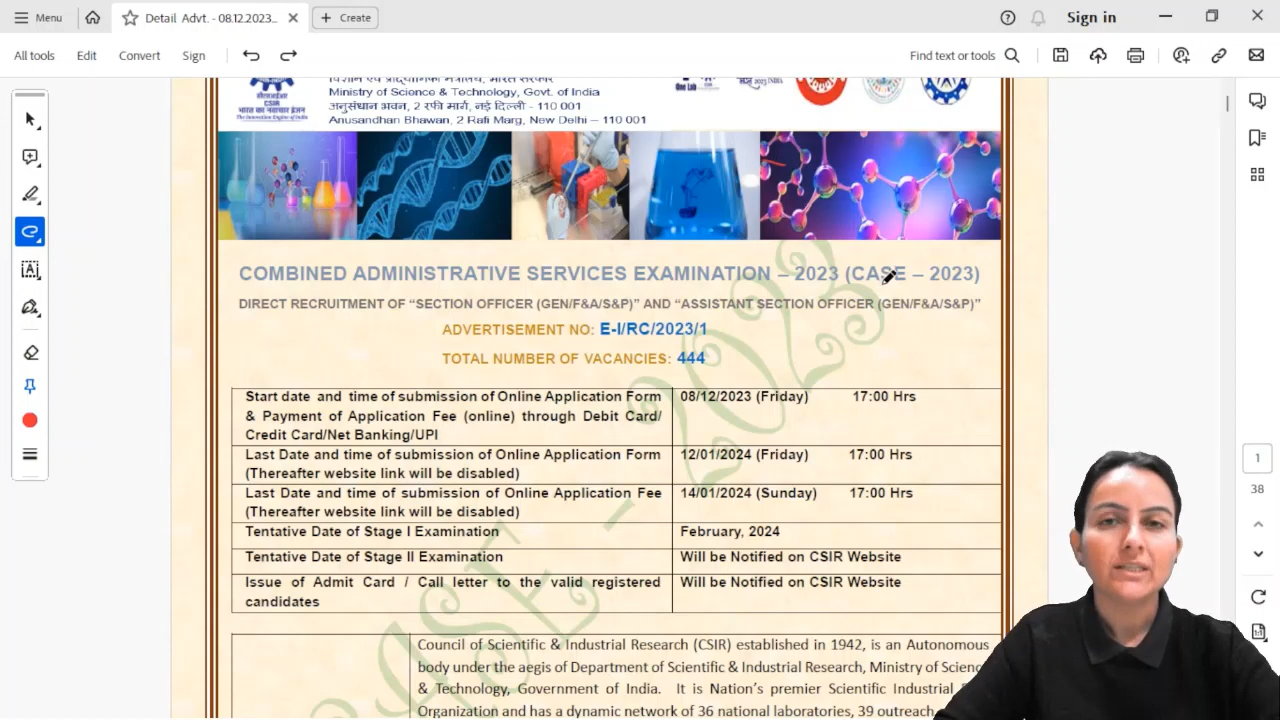 Menu
Detail Advt. - 08.12.2023...
Create
Sign in
All tools
Edit
Convert
Sign
Find text or tools
CSIR
The Innovation Engine of India
Ministry of Science & Technology, Govt. of India
अनुसंधान भवन, 2 रफी मार्ग, नई दिल्ली - 110 001
Anusandhan Bhawan, 2 Rafi Marg, New Delhi – 110 001
COMBINED ADMINISTRATIVE SERVICES EXAMINATION – 2023 (CASE – 2023)
DIRECT RECRUITMENT OF “SECTION OFFICER (GEN/F&A/S&P)” AND “ASSISTANT SECTION OFFICER (GEN/F&A/S&P)”
ADVERTISEMENT NO: E-I/RC/2023/1
TOTAL NUMBER OF VACANCIES: 444
Start date and time of submission of Online Application Form
& Payment of Application Fee (online) through Debit Card/
Credit Card/Net Banking/UPI
08/12/2023 (Friday) 17:00 Hrs
Last Date and time of submission of Online Application Form
(Thereafter website link will be disabled)
12/01/2024 (Friday) 17:00 Hrs
Last Date and time of submission of Online Application Fee
(Thereafter website link will be disabled)
14/01/2024 (Sunday) 17:00 Hrs
Tentative Date of Stage I Examination
February, 2024
Tentative Date of Stage II Examination
Will be Notified on CSIR Website
Issue of Admit Card / Call letter to the valid registered
candidates
Will be Notified on CSIR Website
Council of Scientific & Industrial Research (CSIR) established in 1942, is an Autonomous
body under the aegis of Department of Scientific & Industrial Research, Ministry of
& Technology, Government of India. It is Nation’s premier Scientific Industrial
Organization and has a dynamic network of 36 national laboratories, 39 outreach
CASE - 2023
1
38